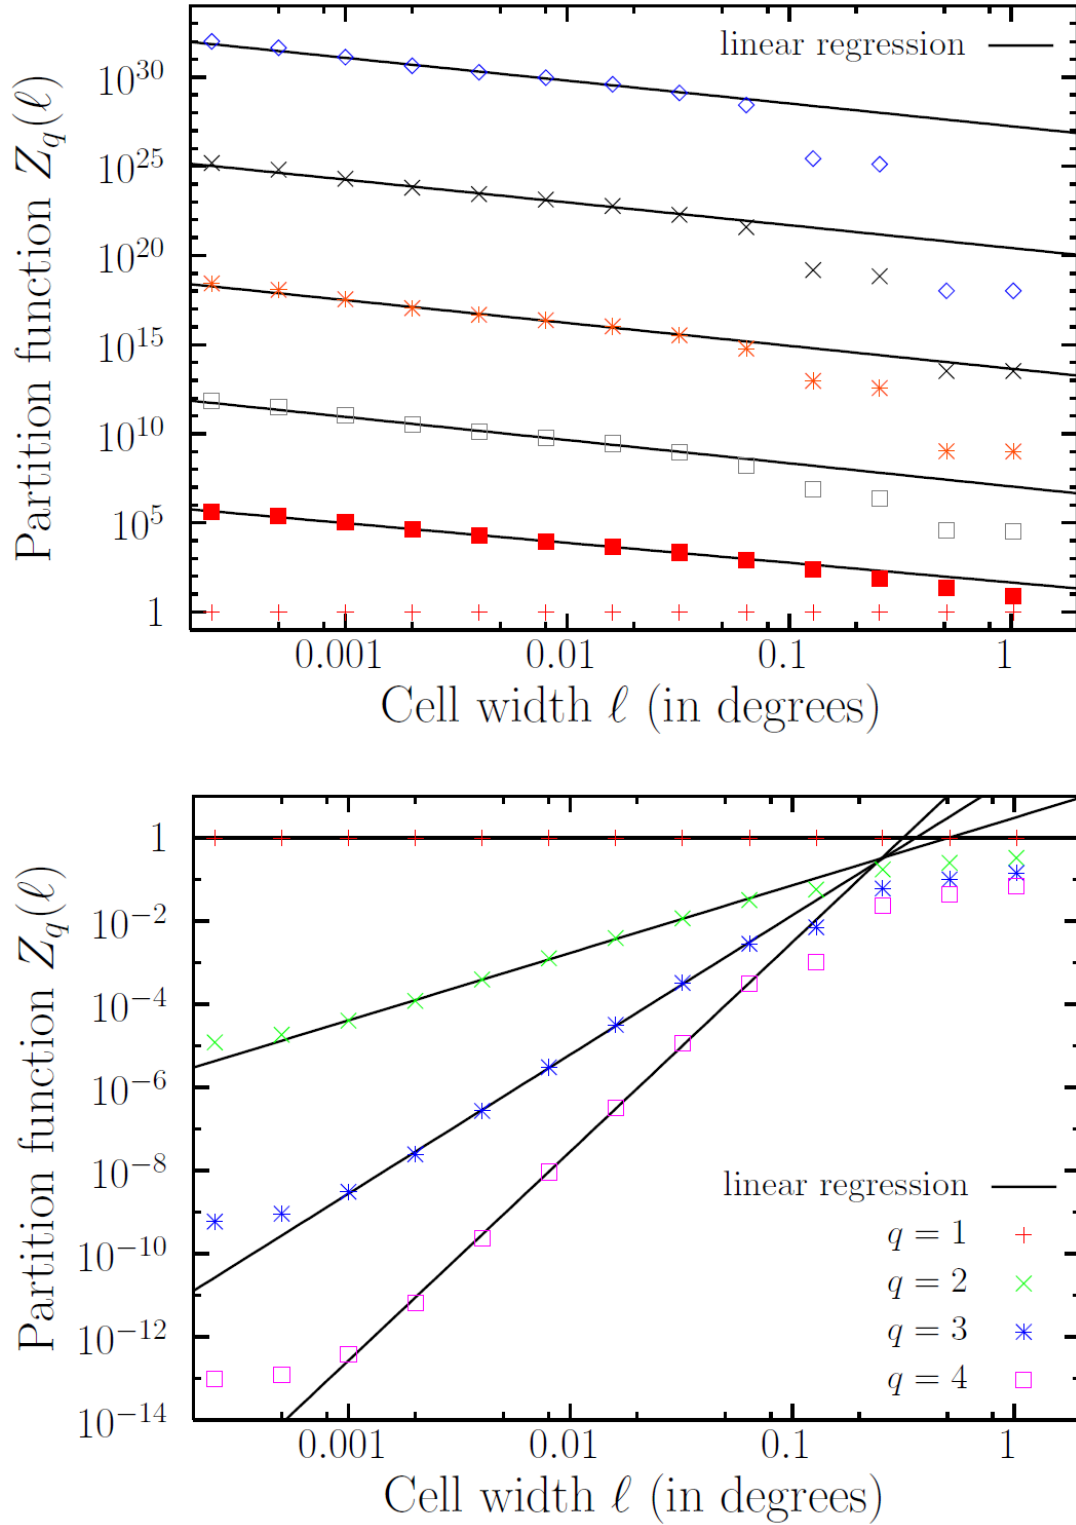 Partition function Z_q(ℓ)
linear regression
10^30
10^25
10^20
10^15
10^10
10^5
1
0.001 0.01 0.1 1
Cell width ℓ (in degrees)
Partition function Z_q(ℓ)
1
10^-2
10^-4
10^-6
10^-8
10^-10
10^-12
10^-14
linear regression
q = 1
q = 2
q = 3
q = 4
0.001 0.01 0.1 1
Cell width ℓ (in degrees)